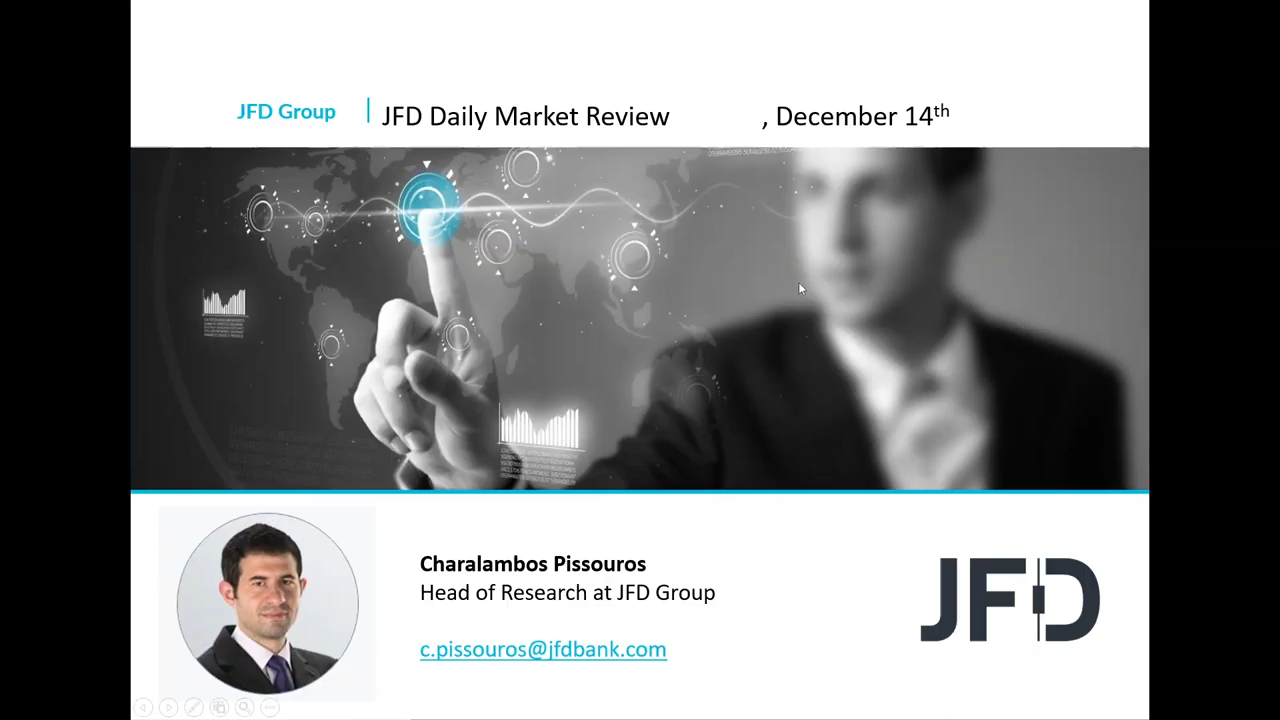 JFD Group
JFD Daily Market Review , December 14th
Charalambos Pissouros
Head of Research at JFD Group
c.pissouros@jfdbank.com
JFD